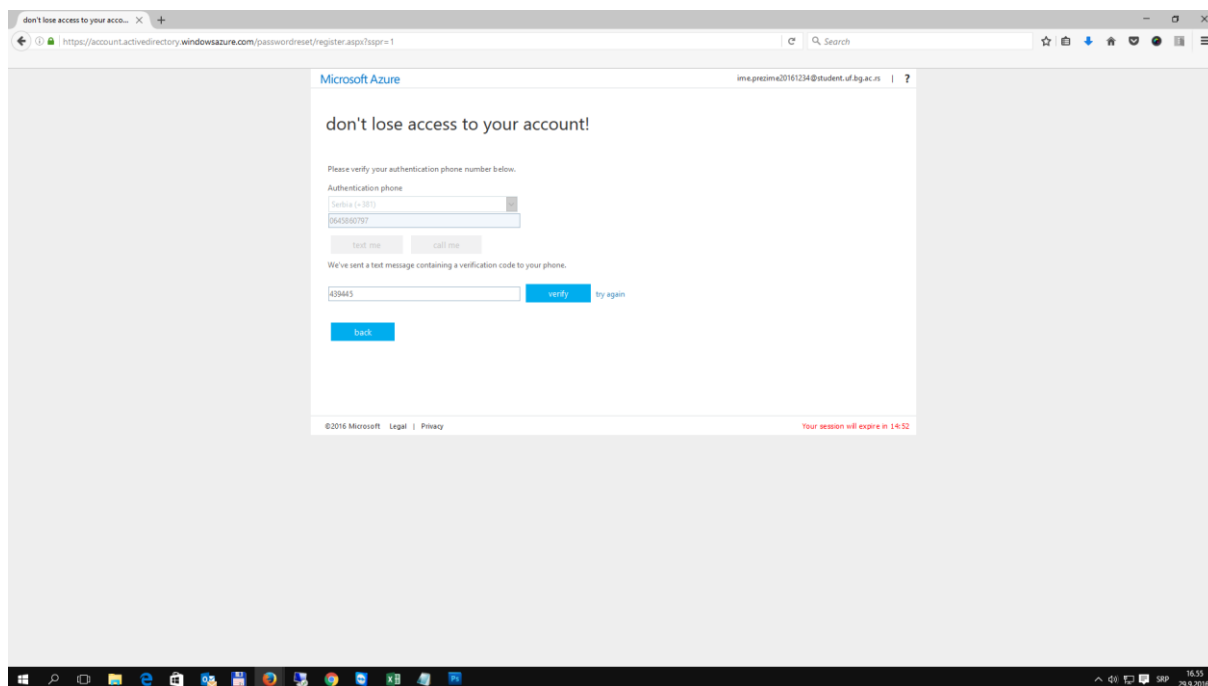 don't lose access to your acco...
https://account.activedirectory.windowsazure.com/passwordreset/register.aspx?sspr=1
Search
Microsoft Azure
ime.prezime20161234@student.uf.bg.ac.rs | ?
don't lose access to your account!
Please verify your authentication phone number below.
Authentication phone
Serbia (+381)
0645860797
text me call me
We've sent a text message containing a verification code to your phone.
439445 verify try again
back
©2016 Microsoft Legal | Privacy
Your session will expire in 14:52
SRP
16.55
29.9.2016